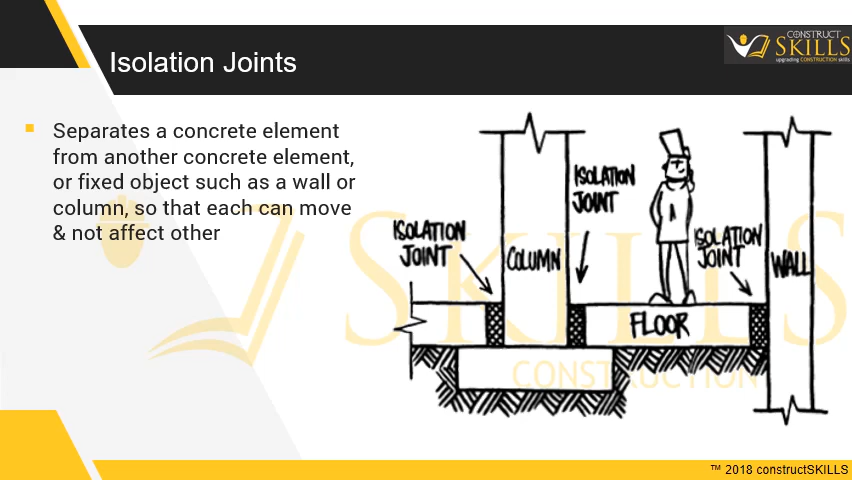 Isolation Joints
CONSTRUCT
SKILLS
upgrading CONSTRUCTION skills
Separates a concrete element
from another concrete element,
or fixed object such as a wall or
column, so that each can move
& not affect other
ISOLATION
JOINT
ISOLATION
JOINT
COLUMN
ISOLATION
JOINT
WALL
FLOOR
SKILLS
CONSTRUCTION
™ 2018 constructSKILLS